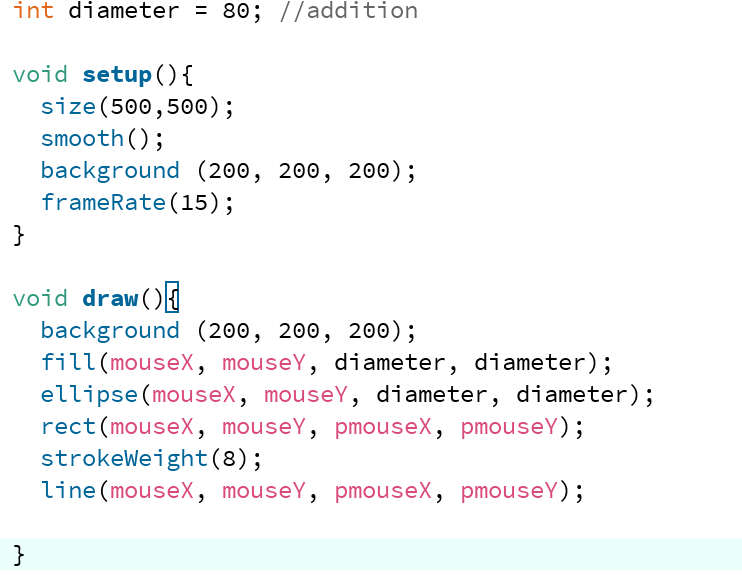 int diameter = 80; //addition
void setup(){
size(500,500);
smooth();
background (200, 200, 200);
frameRate(15);
}
void draw(){
background (200, 200, 200);
fill(mouseX, mouseY, diameter, diameter);
ellipse(mouseX, mouseY, diameter, diameter);
rect(mouseX, mouseY, pmouseX, pmouseY);
strokeWeight(8);
line(mouseX, mouseY, pmouseX, pmouseY);
}